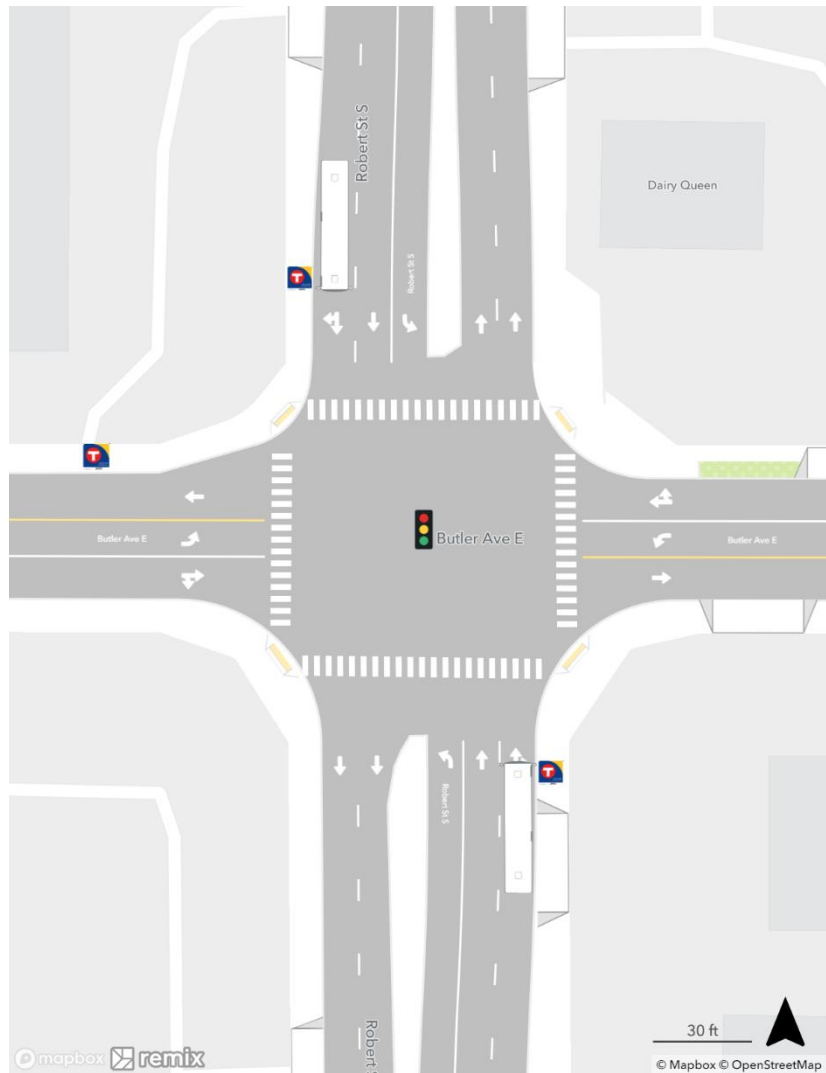 Robert St S
Dairy Queen
Robert St S
T
T
Butler Ave E
Butler Ave E
Butler Ave E
T
Robert St S
Robert S
30 ft
mapbox remix
© Mapbox © OpenStreetMap